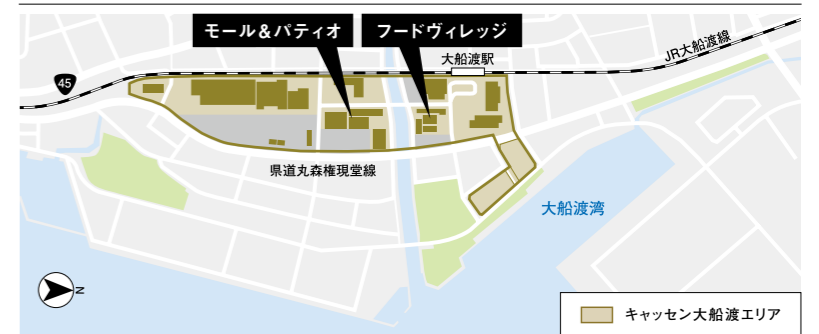 モール＆パティオ
フードヴィレッジ
大船渡駅
JR大船渡線
45
県道丸森権現堂線
大船渡湾
N
キャッセン大船渡エリア